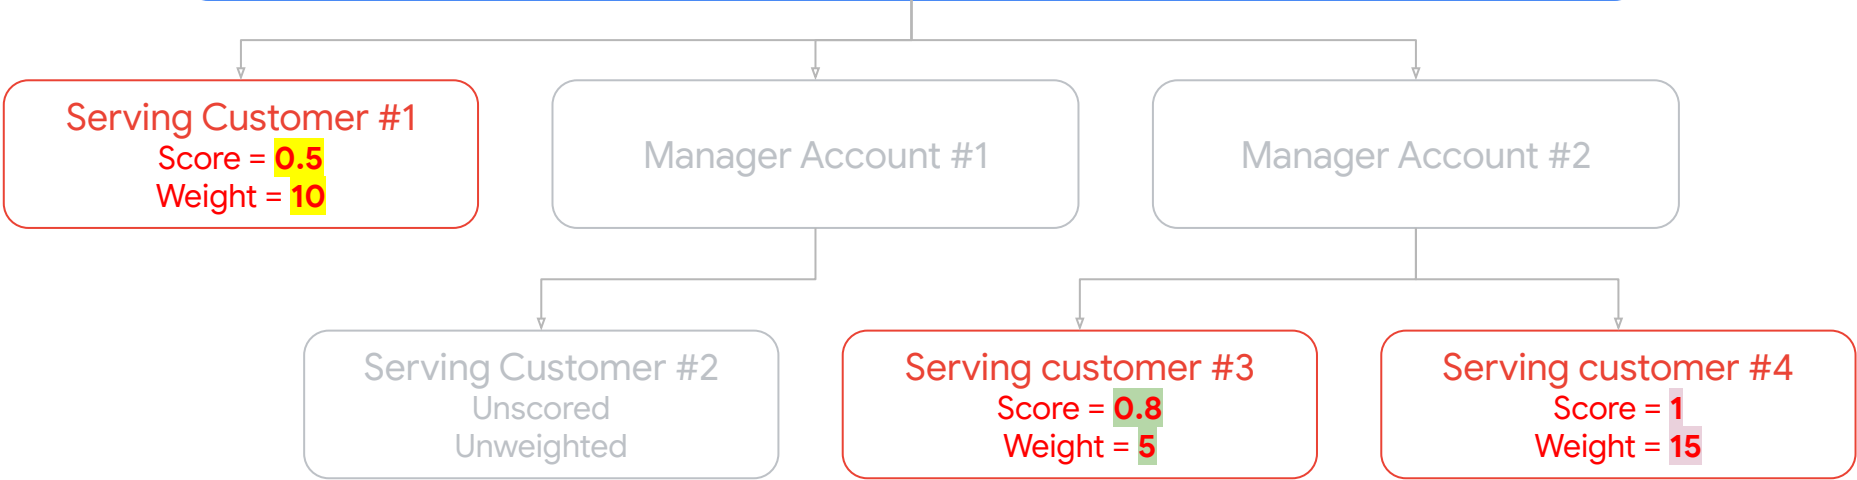 Serving Customer #1
Score = 0.5
Weight = 10
Manager Account #1
Manager Account #2
Serving Customer #2
Unscored
Unweighted
Serving customer #3
Score = 0.8
Weight = 5
Serving customer #4
Score = 1
Weight = 15